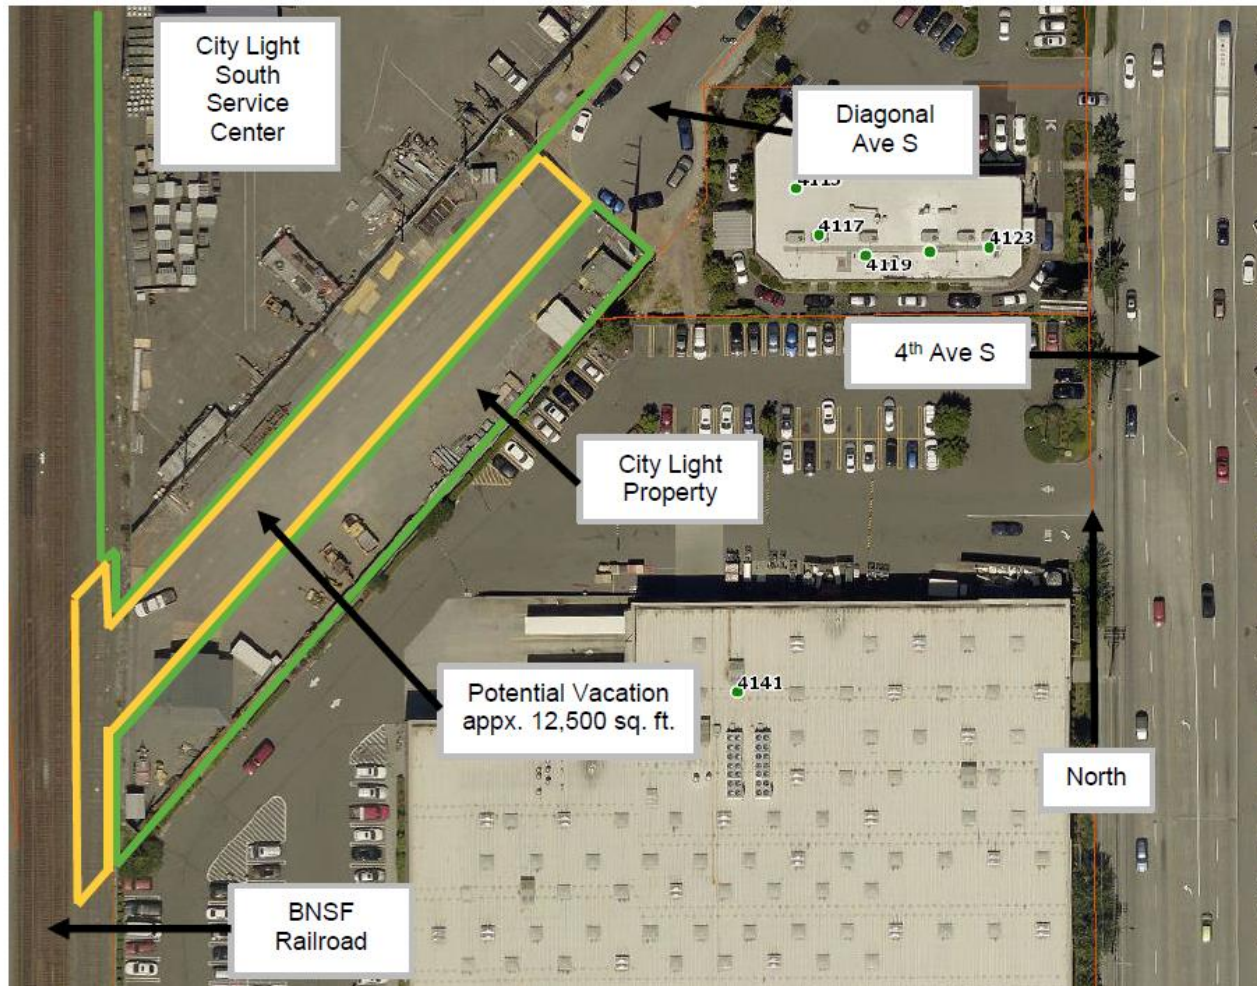 City Light
South
Service
Center
Diagonal
Ave S
4115
4117
4119
4123
4th Ave S
City Light
Property
Potential Vacation
appx. 12,500 sq. ft.
4141
North
BNSF
Railroad